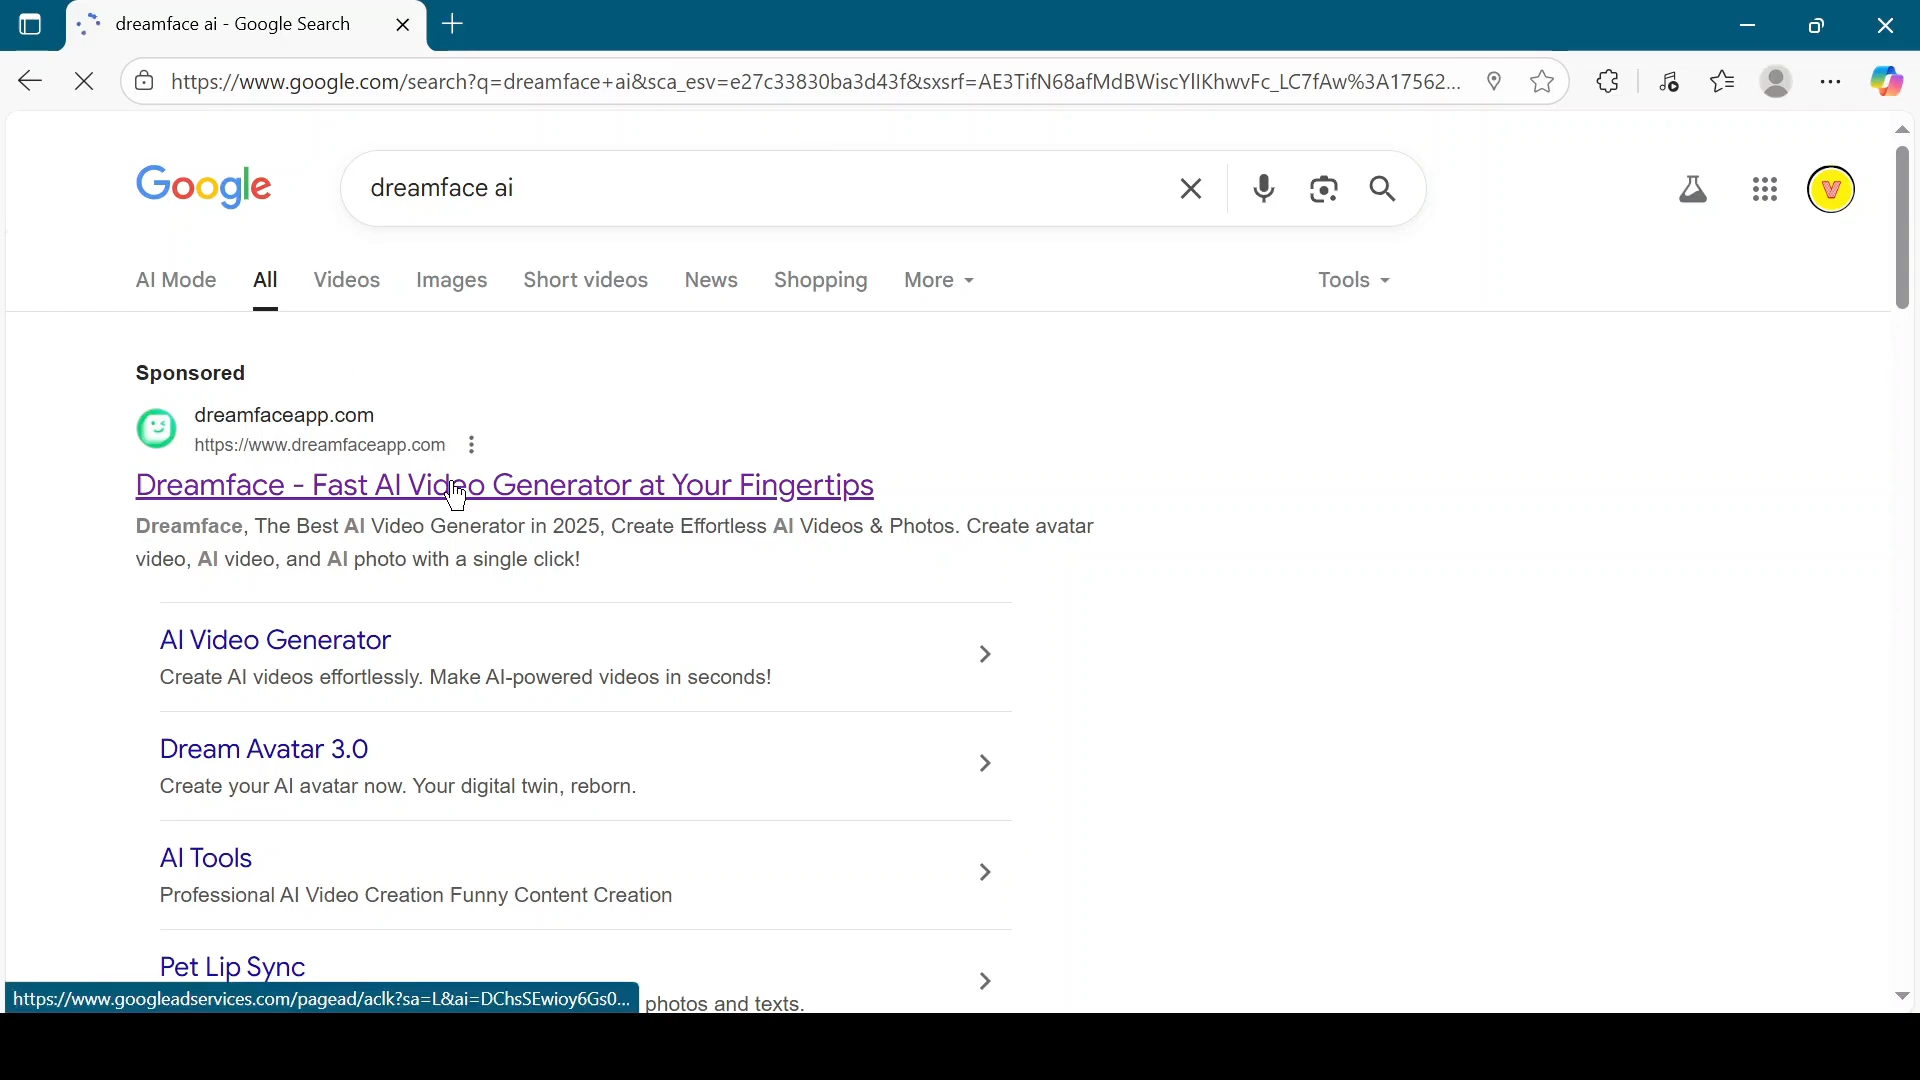 dreamface ai - Google Search
https://www.google.com/search?q=dreamface+ai&sca_esv=e27c33830ba3d43f&sxsrf=AE3TifN68afMdBWiscYlIKhwvFc_LC7fAw%3A17562...
Google
dreamface ai
V
AI Mode All Videos Images Short videos News Shopping More Tools
Sponsored
dreamfaceapp.com
https://www.dreamfaceapp.com
Dreamface - Fast AI Video Generator at Your Fingertips
Dreamface, The Best AI Video Generator in 2025, Create Effortless AI Videos & Photos. Create avatar
video, AI video, and AI photo with a single click!
AI Video Generator
Create AI videos effortlessly. Make AI-powered videos in seconds!
Dream Avatar 3.0
Create your AI avatar now. Your digital twin, reborn.
AI Tools
Professional AI Video Creation Funny Content Creation
Pet Lip Sync
https://www.googleadservices.com/pagead/aclk?sa=L&ai=DChsSEwioy6Gs0...
photos and texts.